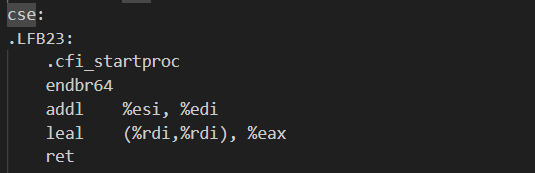 cse:
.LFB23:
.cfi_startproc
endbr64
addl %esi, %edi
leal (%rdi,%rdi), %eax
ret